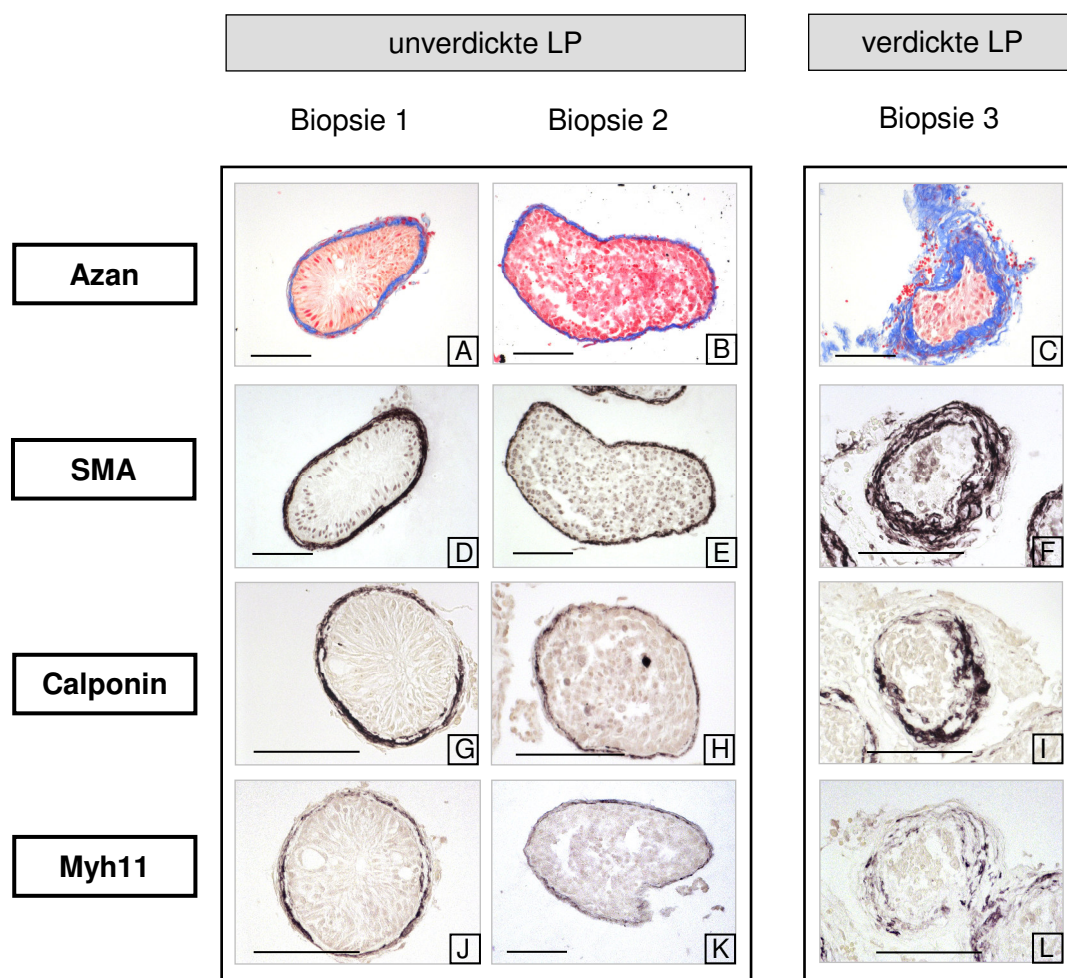 unverdickte LP
verdickte LP
Biopsie 1
Biopsie 2
Biopsie 3
Azan
A
B
C
SMA
D
E
F
Calponin
G
H
I
Myh11
J
K
L